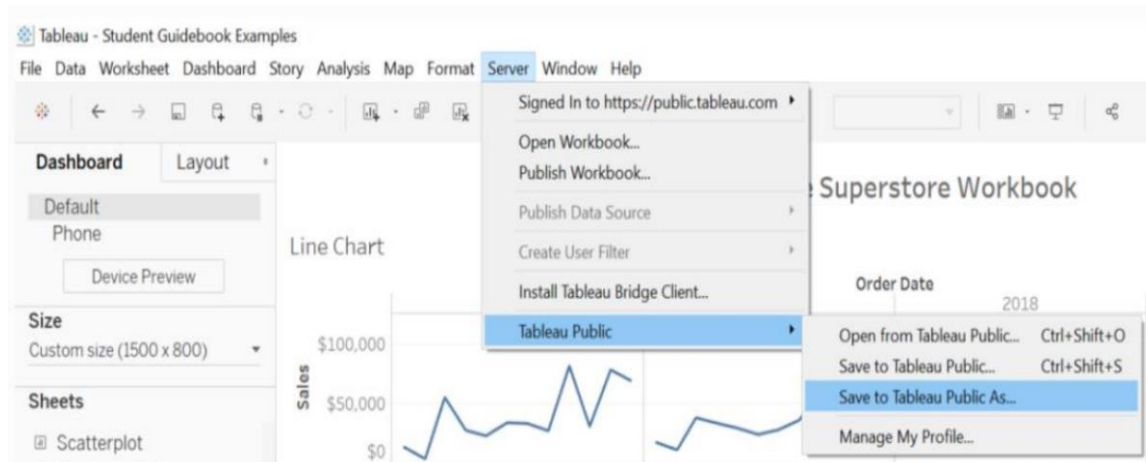 Tableau - Student Guidebook Examples
File Data Worksheet Dashboard Story Analysis Map Format Server Window Help
Signed In to https://public.tableau.com
Open Workbook...
Publish Workbook...
Publish Data Source
Create User Filter
Install Tableau Bridge Client...
Tableau Public
Open from Tableau Public... Ctrl+Shift+O
Save to Tableau Public... Ctrl+Shift+S
Save to Tableau Public As...
Manage My Profile...
Dashboard Layout
Default
Phone
Device Preview
Size
Custom size (1500 x 800)
Sheets
Scatterplot
Superstore Workbook
Line Chart
Order Date
2018
Sales
$100,000
$50,000
$0